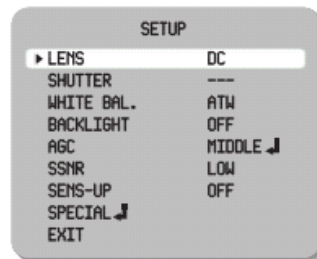 SETUP
▶ LENS DC
SHUTTER ---
WHITE BAL. ATW
BACKLIGHT OFF
AGC MIDDLE ↲
SSNR LOW
SENS-UP OFF
SPECIAL ↲
EXIT